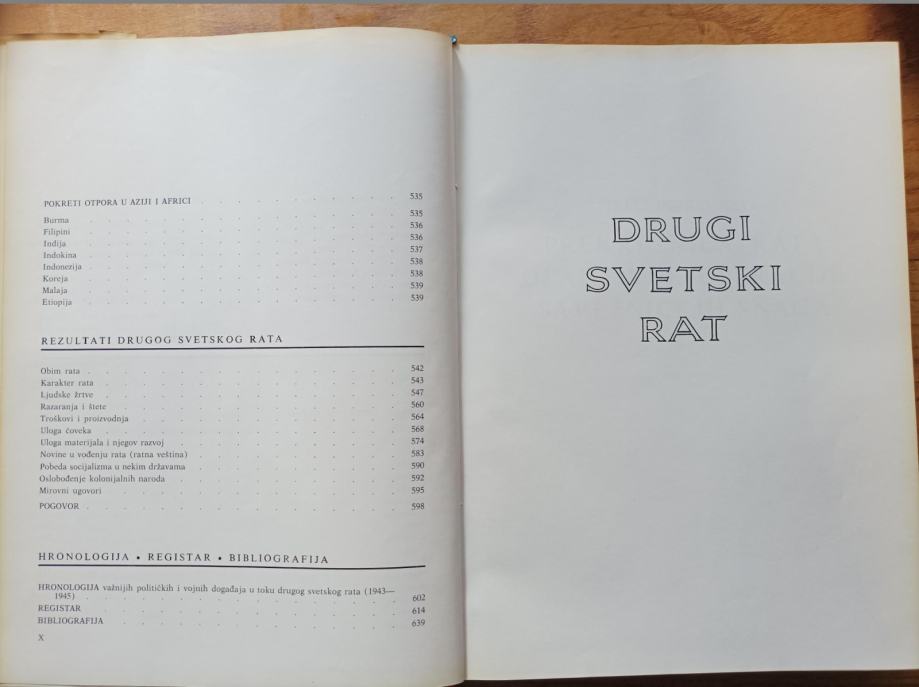 POKRETI OTPORA U AZIJI I AFRICI 535
Burma 535
Filipini 536
Indija 536
Indokina 537
Indonezija 538
Koreja 538
Malaja 539
Etiopija 539
REZULTATI DRUGOG SVETSKOG RATA
Obim rata 542
Karakter rata 543
Ljudske žrtve 547
Razaranja i štete 560
Troškovi i proizvodnja 564
Uloga čoveka 568
Uloga materijala i njegov razvoj 574
Novine u vođenju rata (ratna veština) 583
Pobeda socijalizma u nekim državama 590
Oslobođenje kolonijalnih naroda 592
Mirovni ugovori 595
POGOVOR 598
HRONOLOGIJA • REGISTAR • BIBLIOGRAFIJA
HRONOLOGIJA važnijih političkih i vojnih događaja u toku drugog svetskog rata (1943—
1945) 602
REGISTAR 614
BIBLIOGRAFIJA 639
X
DRUGI
SVETSKI
RAT